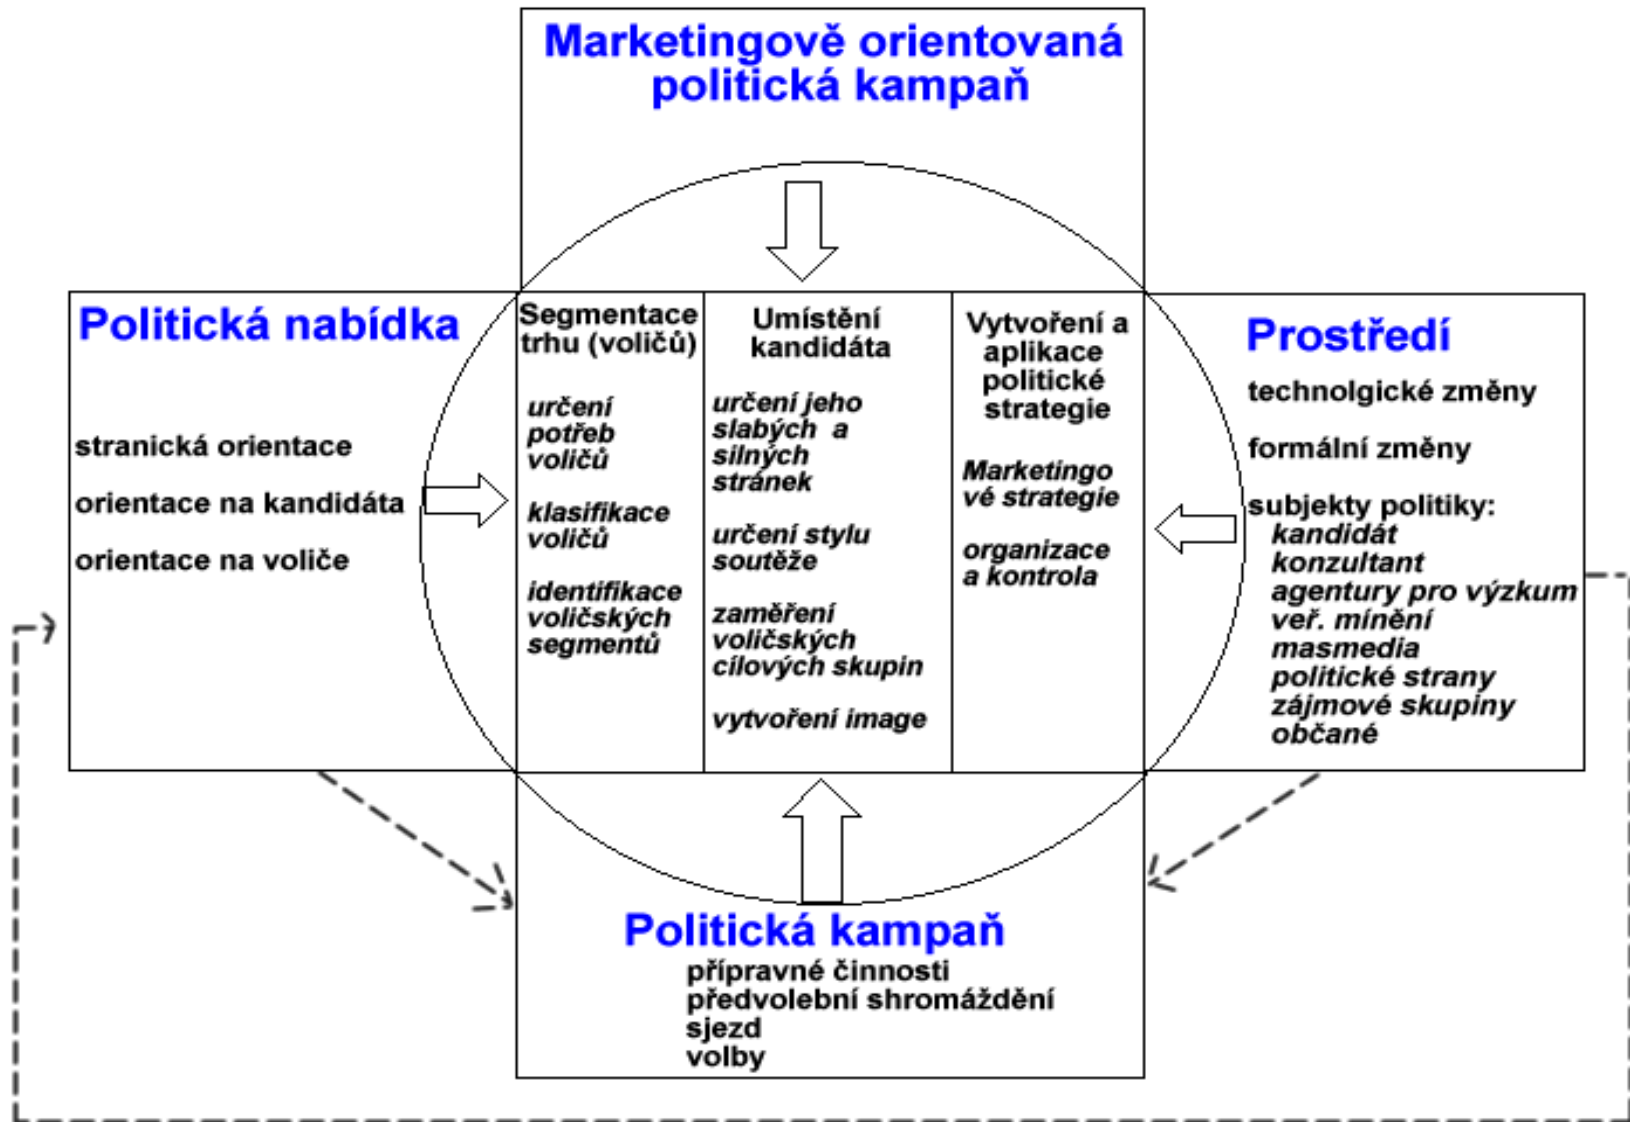 Marketingově orientovaná
politická kampaň
Politická nabídka
stranická orientace
orientace na kandidáta
orientace na voliče
Segmentace
trhu (voličů)
určení
potřeb
voličů
klasifikace
voličů
identifikace
voličských
segmentů
Umístění
kandidáta
určení jeho
slabých a
silných
stránek
určení stylu
soutěže
zaměření
voličských
cílových skupin
vytvoření image
Vytvoření a
aplikace
politické
strategie
Marketingo
vé strategie
organizace
a kontrola
Prostředí
technolgické změny
formální změny
subjekty politiky:
kandidát
konzultant
agentury pro výzkum
veř. mínění
masmedia
politické strany
zájmové skupiny
občané
Politická kampaň
přípravné činnosti
předvolební shromáždění
sjezd
volby